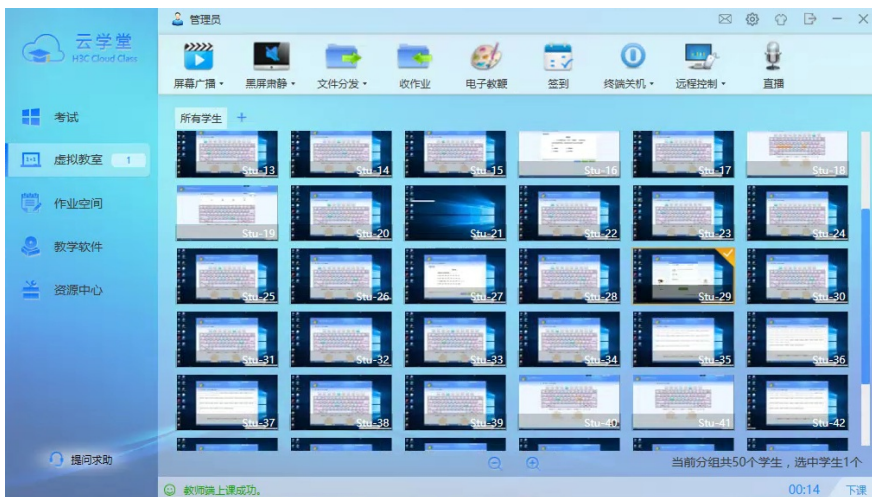 管理员
云学堂
H3C Cloud Class
屏幕广播
黑屏肃静
文件分发
收作业
电子教鞭
签到
终端关机
远程控制
直播
考试
虚拟教室 1
作业空间
教学软件
资源中心
提问求助
所有学生 +
Stu-13 Stu-14 Stu-15 Stu-16 Stu-17 Stu-18
Stu-19 Stu-20 Stu-21 Stu-22 Stu-23 Stu-24
Stu-25 Stu-26 Stu-27 Stu-28 Stu-29 Stu-30
Stu-31 Stu-32 Stu-33 Stu-34 Stu-35 Stu-36
Stu-37 Stu-38 Stu-39 Stu-40 Stu-41 Stu-42
当前分组共50个学生，选中学生1个
教师端上课成功。
00:14 下课